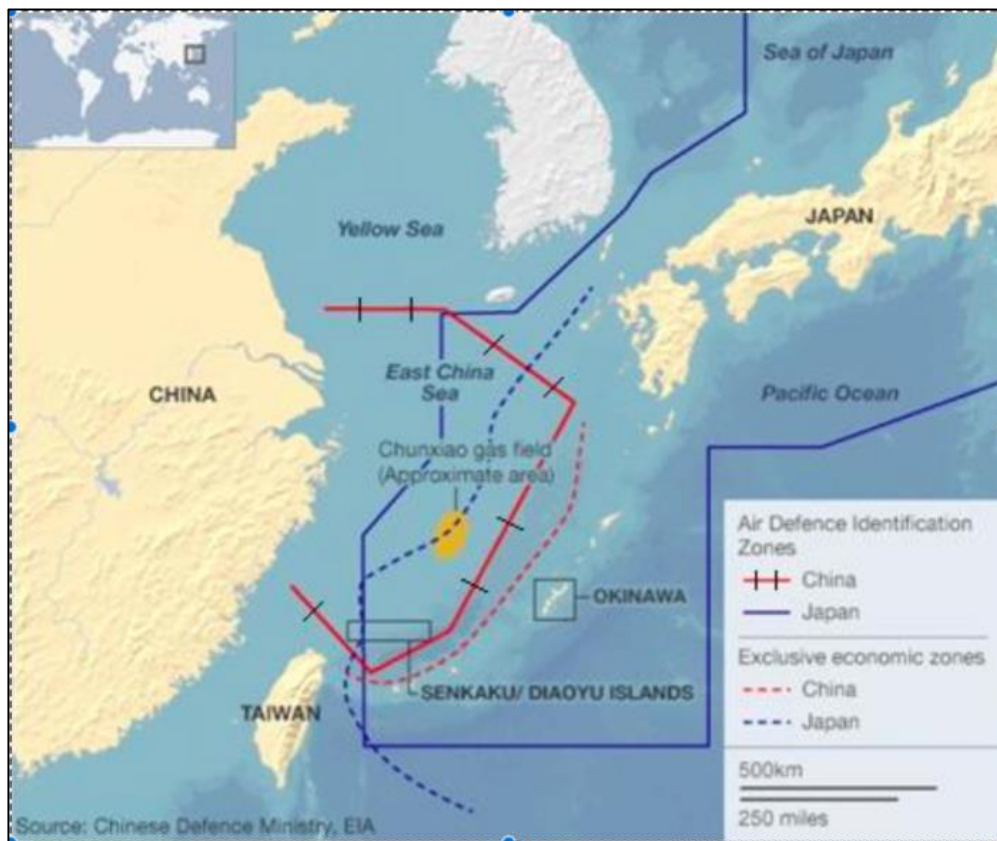 Sea of Japan
Yellow Sea
JAPAN
East China
Sea
CHINA
Pacific Ocean
Chunxiao gas field
(Approximate area)
OKINAWA
SENKAKU/ DIAOYU ISLANDS
TAIWAN
Air Defence Identification
Zones
China
Japan
Exclusive economic zones
China
Japan
500km
250 miles
Source: Chinese Defence Ministry, EIA